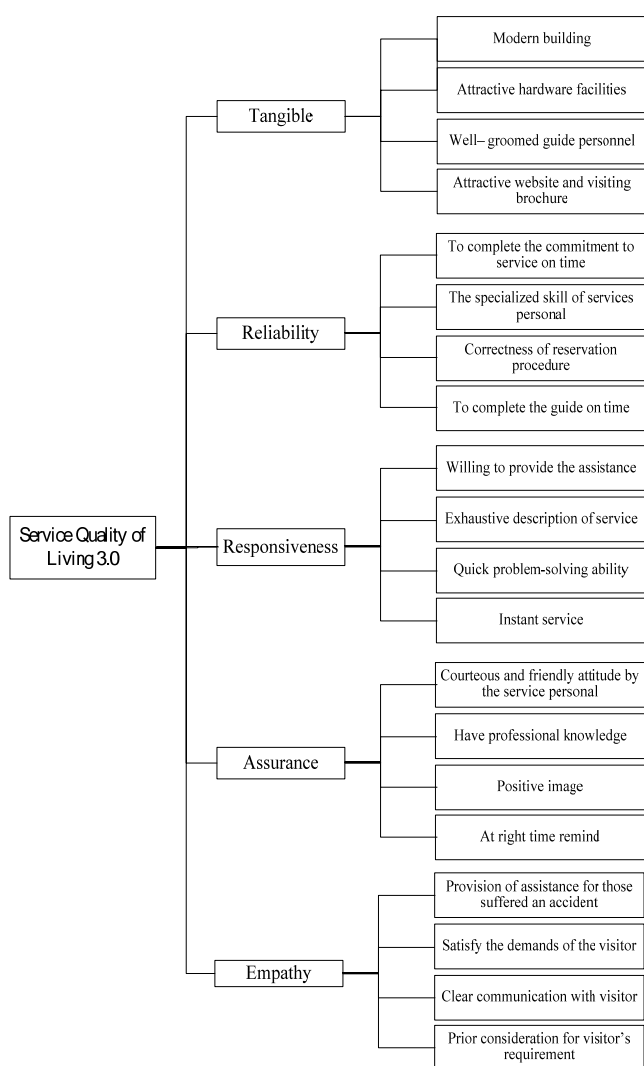 Service Quality of
Living 3.0
Tangible
Modern building
Attractive hardware facilities
Well– groomed guide personnel
Attractive website and visiting
brochure
Reliability
To complete the commitment to
service on time
The specialized skill of services
personal
Correctness of reservation
procedure
To complete the guide on time
Responsiveness
Willing to provide the assistance
Exhaustive description of service
Quick problem-solving ability
Instant service
Assurance
Courteous and friendly attitude by
the service personal
Have professional knowledge
Positive image
At right time remind
Empathy
Provision of assistance for those
suffered an accident
Satisfy the demands of the visitor
Clear communication with visitor
Prior consideration for visitor’s
requirement